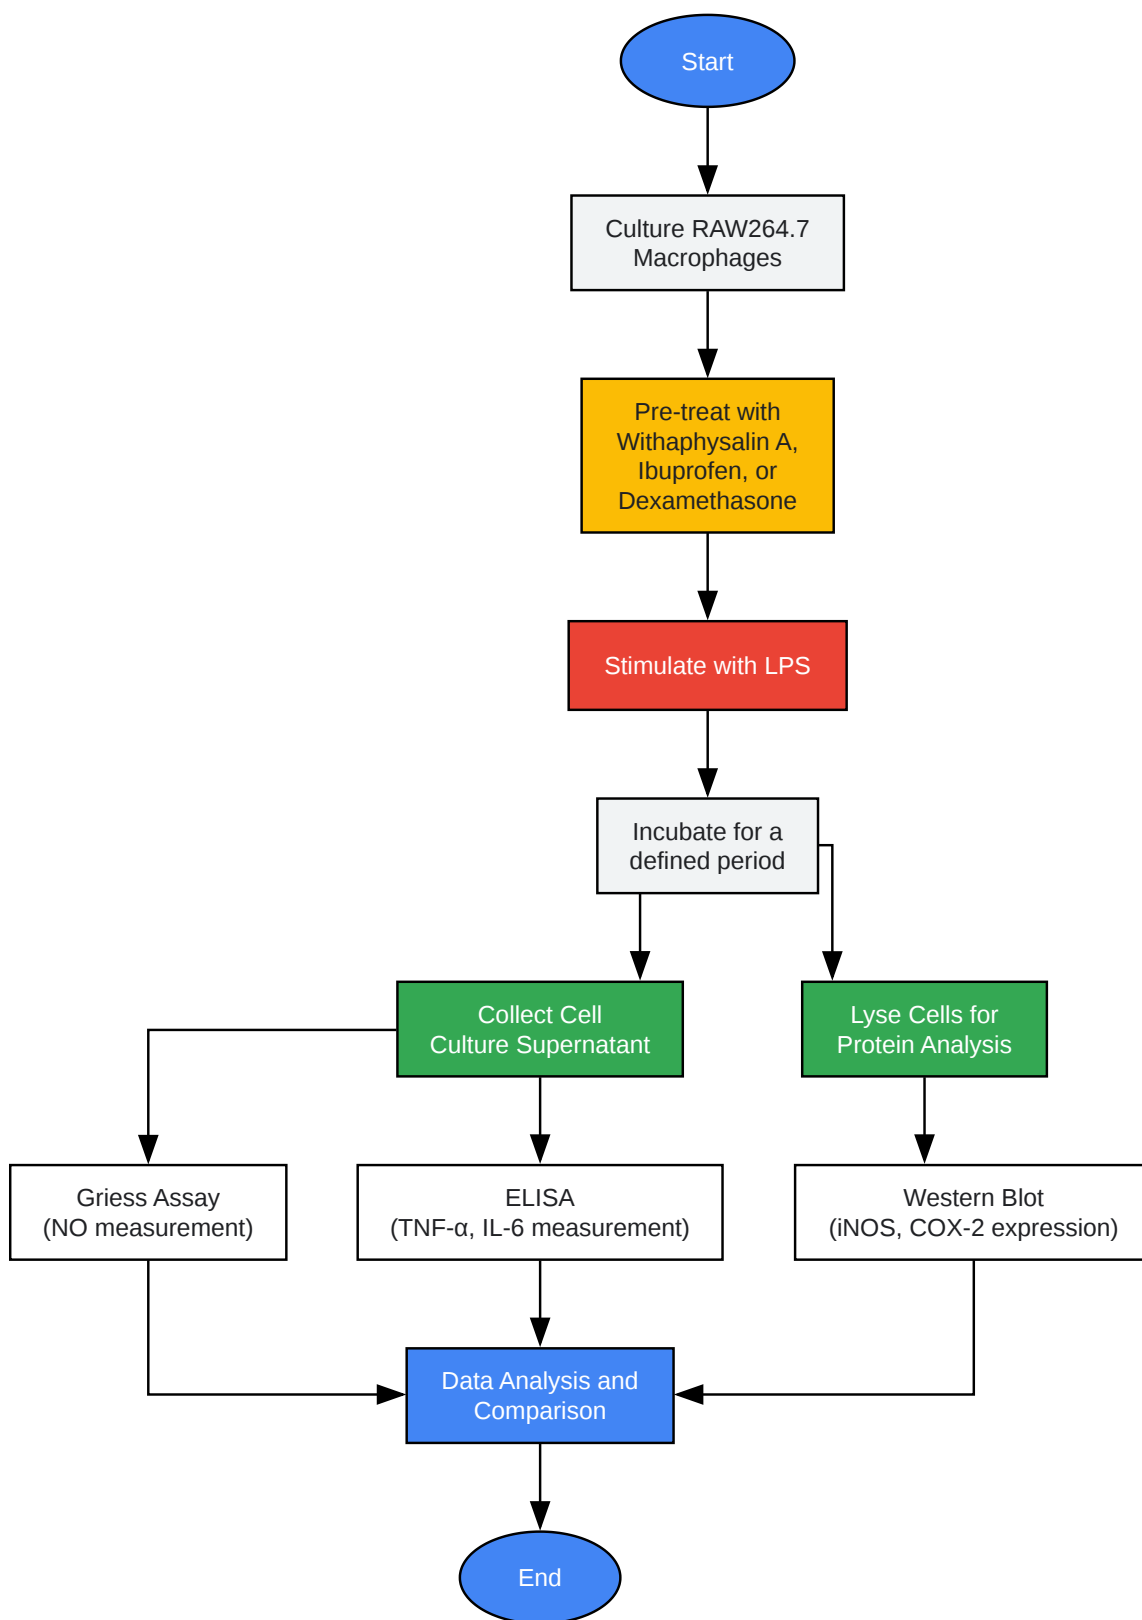 Start
Culture RAW264.7
Macrophages
Pre-treat with
Withaphysalin A,
Ibuprofen, or
Dexamethasone
Stimulate with LPS
Incubate for a
defined period
Collect Cell
Culture Supernatant
Lyse Cells for
Protein Analysis
Griess Assay
(NO measurement)
ELISA
(TNF-α, IL-6 measurement)
Western Blot
(iNOS, COX-2 expression)
Data Analysis and
Comparison
End